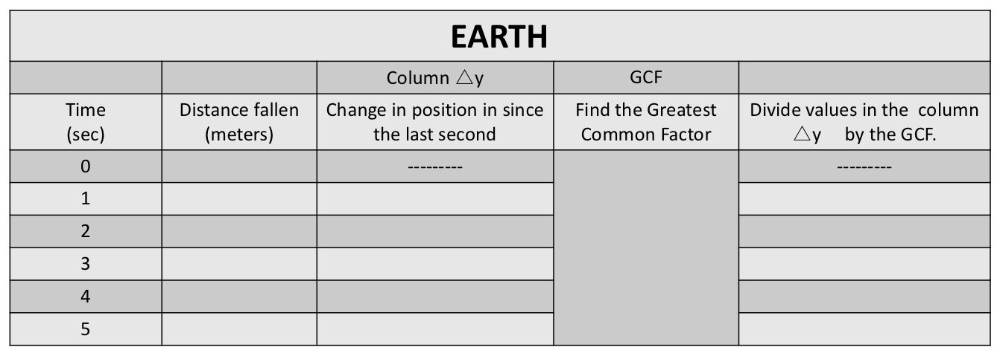 EARTH
Column △y GCF
Time Distance fallen Change in position in since Find the Greatest Divide values in the column
(sec) (meters) the last second Common Factor △y by the GCF.
0 --------- ---------
1
2
3
4
5